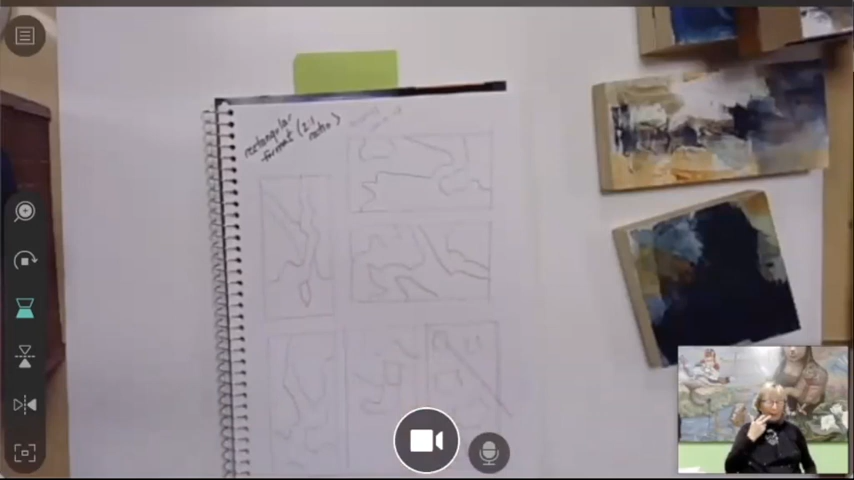 rectangular
format (2:1
ratio)